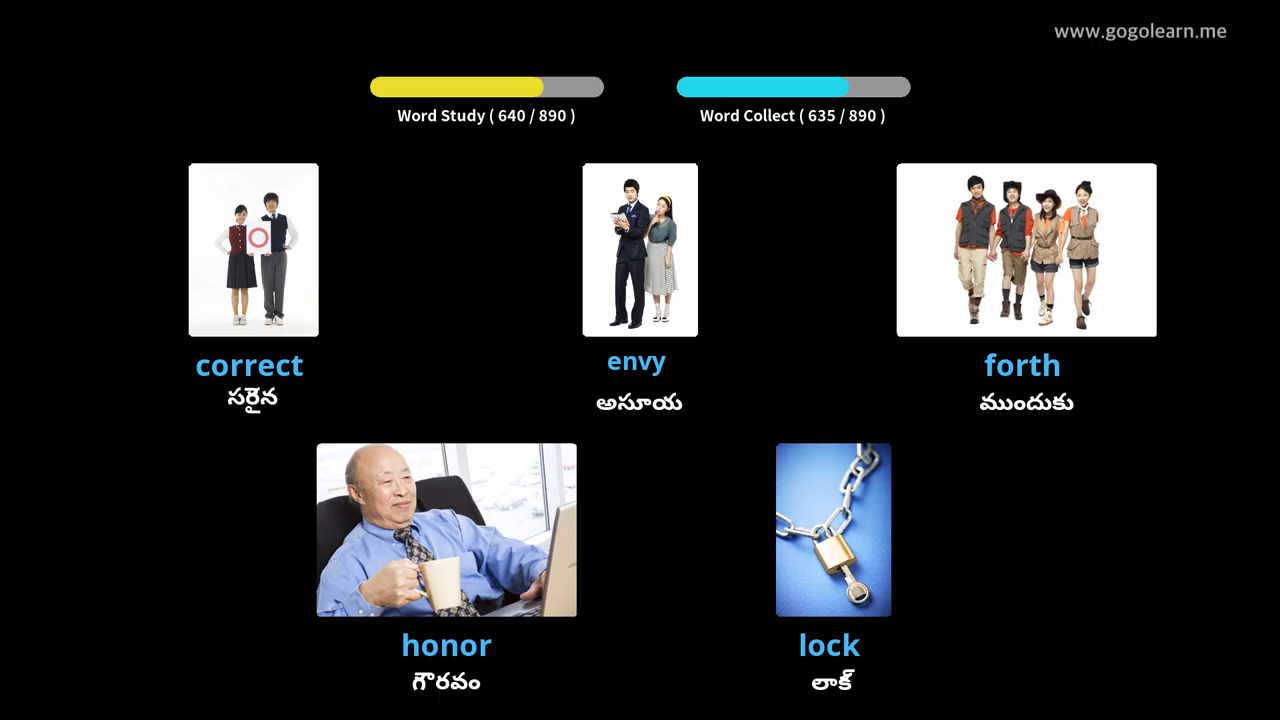 www.gogolearn.me
Word Study ( 640 / 890 )
Word Collect ( 635 / 890 )
correct
సరైన
envy
అసూయ
forth
ముందుకు
honor
గౌరవం
lock
లాక్